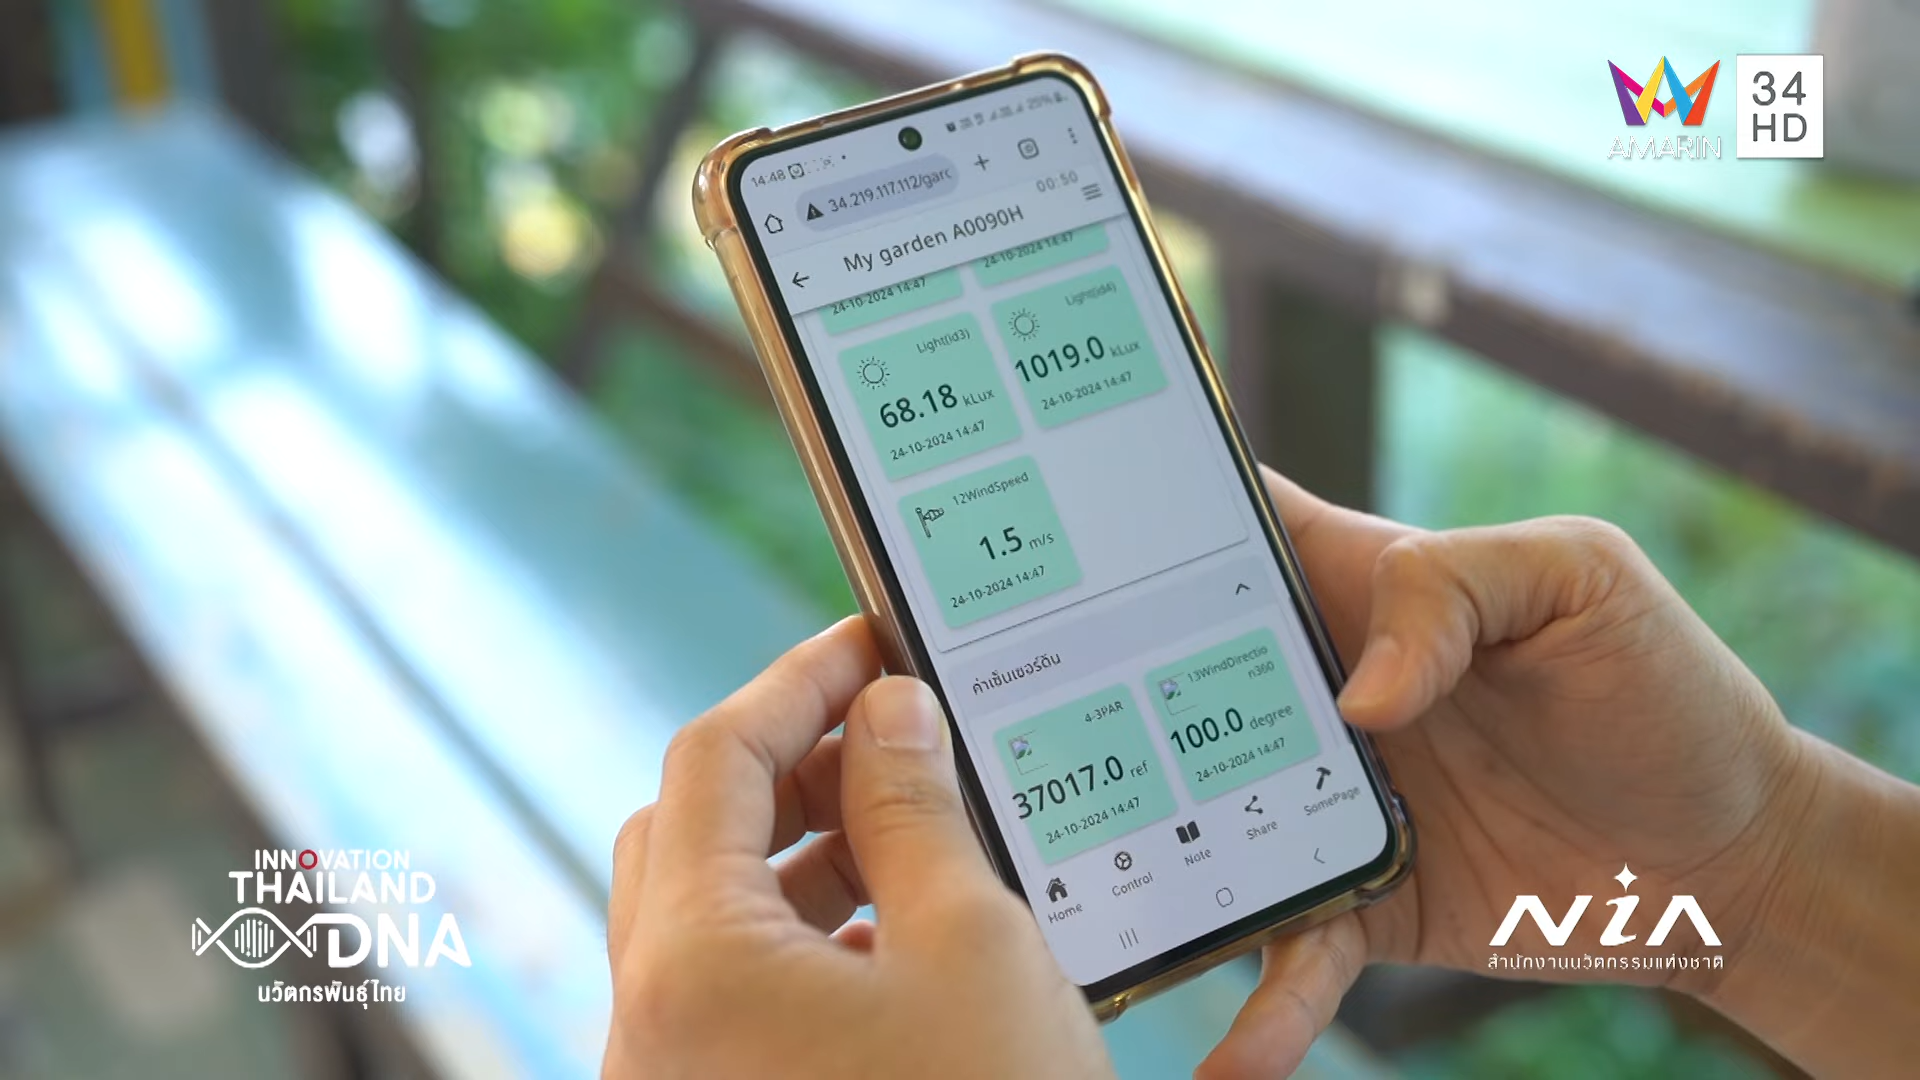 AMARIN
34
HD
14:48
25%
34.219.117.112/garc
00:50
My garden A0090H
24-10-2024 14:47
24-10-2024 14:47
Light(id3)
68.18 kLux
24-10-2024 14:47
Light(id4)
1019.0 kLux
24-10-2024 14:47
12WindSpeed
1.5 m/s
24-10-2024 14:47
ค่าเซ็นเซอร์ดิน
4-3PAR
37017.0 ref
24-10-2024 14:47
13WindDirectio
n360
100.0 degree
24-10-2024 14:47
Home
Control
Note
Share
SomePage
INNOVATION
THAILAND
DNA
นวัตกรพันธุ์ไทย
NiA
สำนักงานนวัตกรรมแห่งชาติ